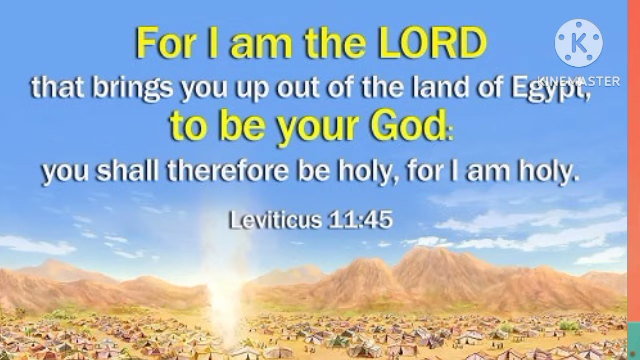 For I am the LORD
that brings you up out of the land of Egypt,
to be your God:
you shall therefore be holy, for I am holy.
Leviticus 11:45
K
KINEMASTER